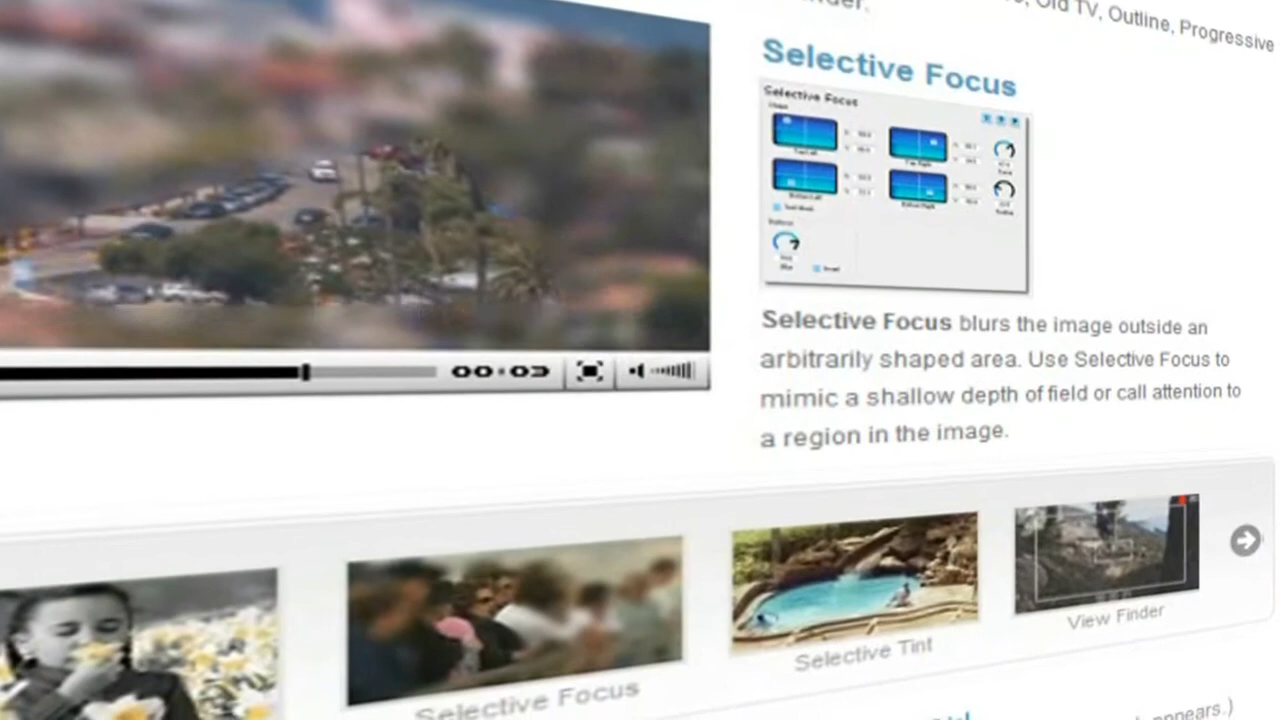 Old TV, Outline, Progressive
Selective Focus
Selective Focus
Selective Focus blurs the image outside an
arbitrarily shaped area. Use Selective Focus to
mimic a shallow depth of field or call attention to
a region in the image.
00:03
Selective Focus
Selective Tint
View Finder
appears.)